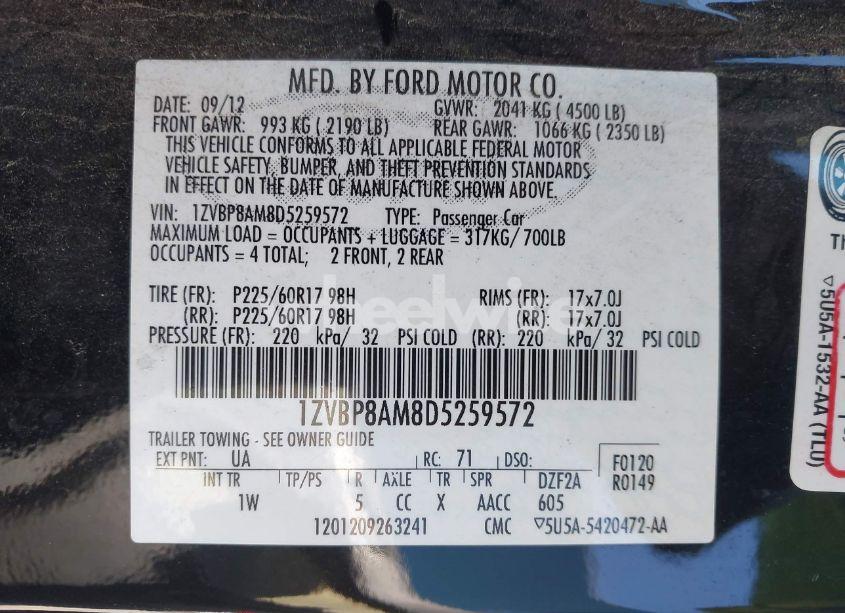 MFD. BY FORD MOTOR CO.
DATE: 09/12 GVWR: 2041 KG ( 4500 LB)
FRONT GAWR: 993 KG ( 2190 LB) REAR GAWR: 1066 KG ( 2350 LB)
THIS VEHICLE CONFORMS TO ALL APPLICABLE FEDERAL MOTOR
VEHICLE SAFETY, BUMPER, AND THEFT PREVENTION STANDARDS
IN EFFECT ON THE DATE OF MANUFACTURE SHOWN ABOVE.
VIN: 1ZVBP8AM8D5259572 TYPE: Passenger Car
MAXIMUM LOAD = OCCUPANTS + LUGGAGE = 317KG/ 700LB
OCCUPANTS = 4 TOTAL; 2 FRONT, 2 REAR
TIRE (FR): P225/60R17 98H RIMS (FR): 17x7.0J
(RR): P225/60R17 98H (RR): 17x7.0J
PRESSURE (FR): 220 kPa/ 32 PSI COLD (RR): 220 kPa/ 32 PSI COLD
1ZVBP8AM8D5259572
TRAILER TOWING - SEE OWNER GUIDE
EXT PNT: UA RC: 71 DSO: F0120
INT TR TP/PS R AXLE TR SPR DZF2A R0149
1W 5 CC X AACC 605
1201209263241 CMC ▽5U5A-5420472-AA
▽5U5A-1532-AA (TL0)